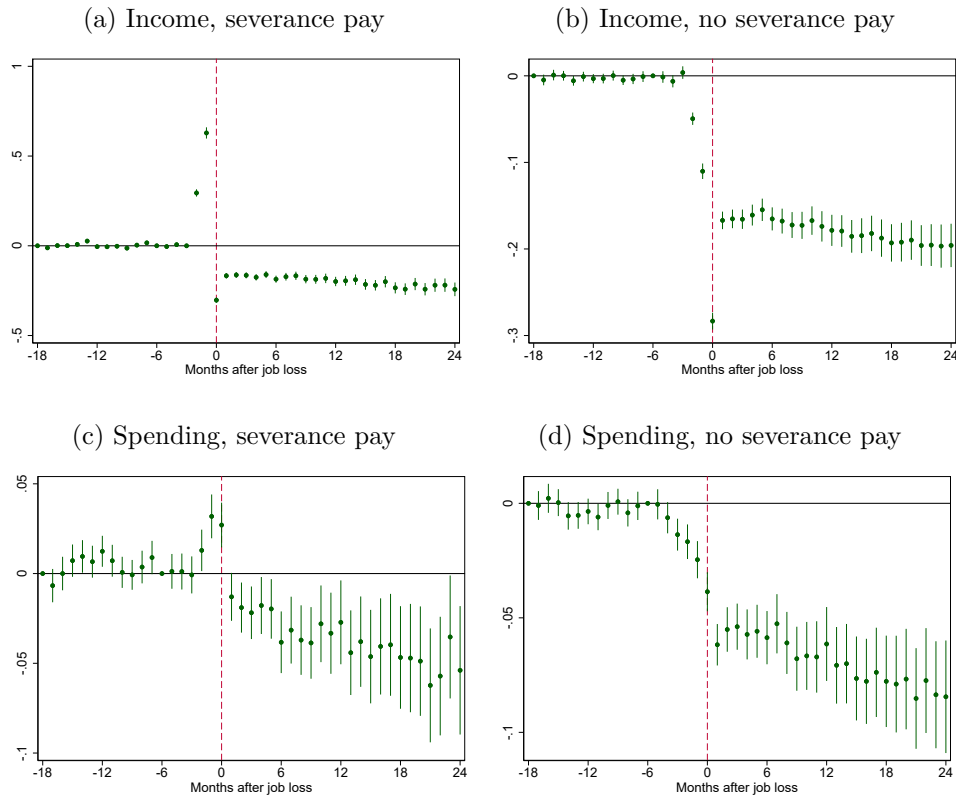 (a) Income, severance pay
1
.5
0
-.5
-18 -12 -6 0 6 12 18 24
Months after job loss
(b) Income, no severance pay
0
-.1
-.2
-.3
-18 -12 -6 0 6 12 18 24
Months after job loss
(c) Spending, severance pay
.05
0
-.05
-.1
-18 -12 -6 0 6 12 18 24
Months after job loss
(d) Spending, no severance pay
0
-.05
-.1
-18 -12 -6 0 6 12 18 24
Months after job loss